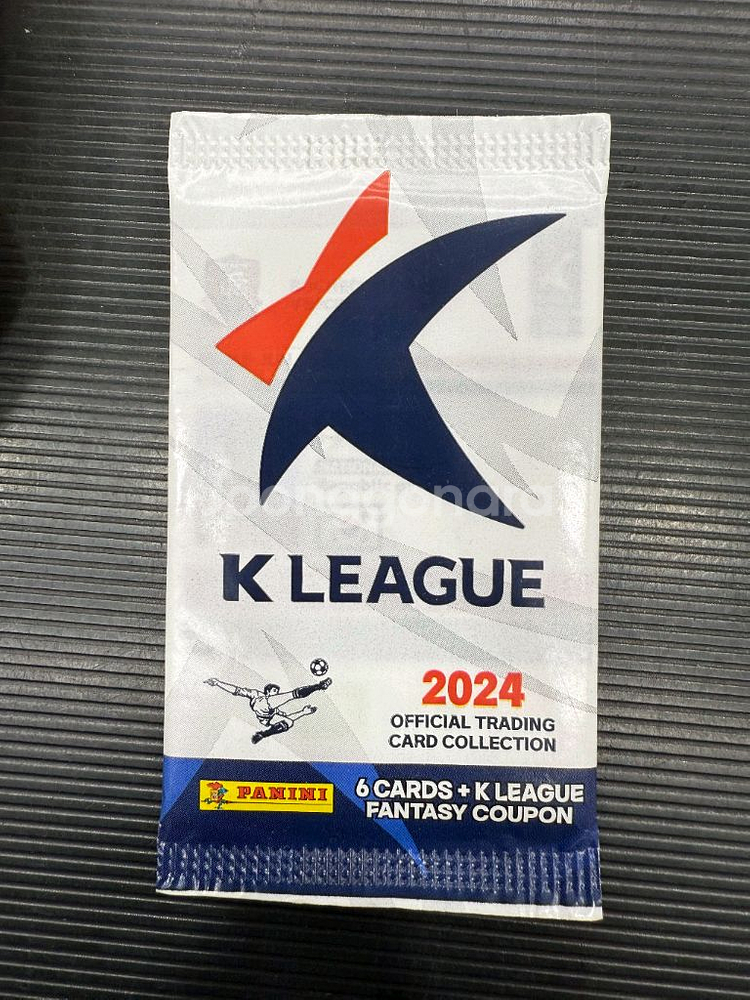 K LEAGUE
2024
OFFICIAL TRADING
CARD COLLECTION
PANINI
6 CARDS + K LEAGUE
FANTASY COUPON